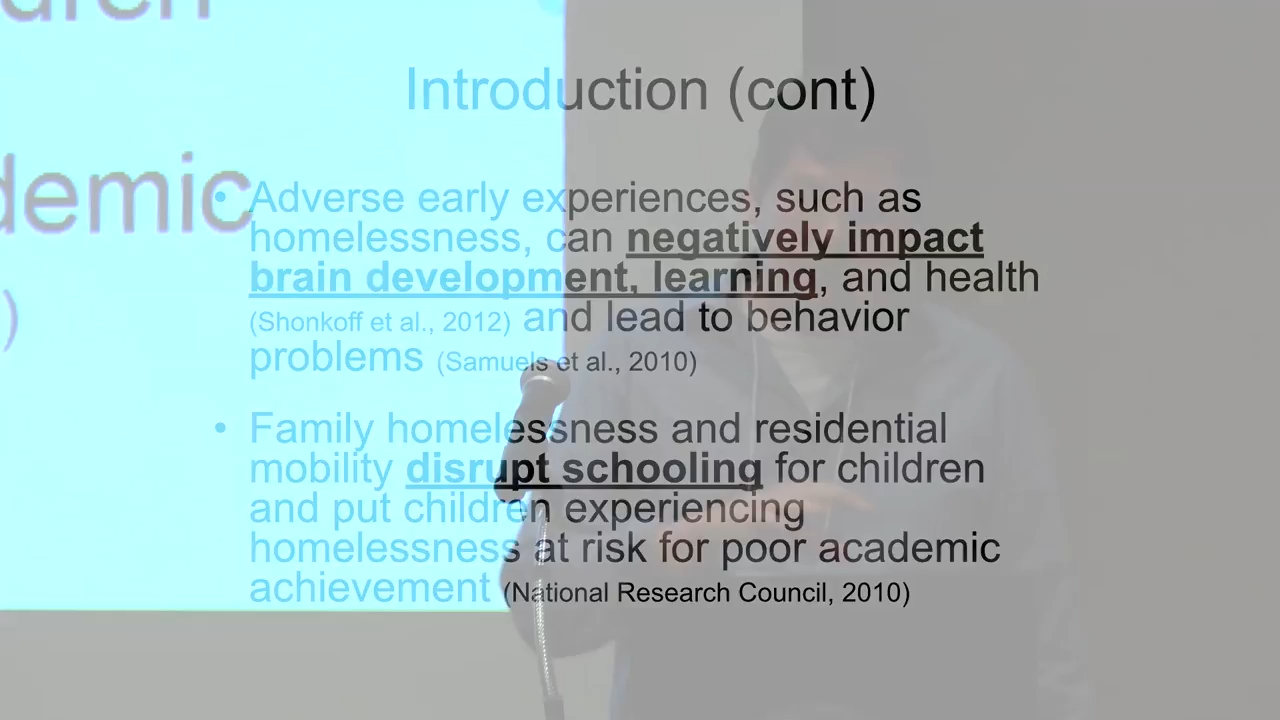 Introduction (cont)
• Adverse early experiences, such as
homelessness, can negatively impact
brain development, learning, and health
(Shonkoff et al., 2012) and lead to behavior
problems (Samuels et al., 2010)
• Family homelessness and residential
mobility disrupt schooling for children
and put children experiencing
homelessness at risk for poor academic
achievement (National Research Council, 2010)